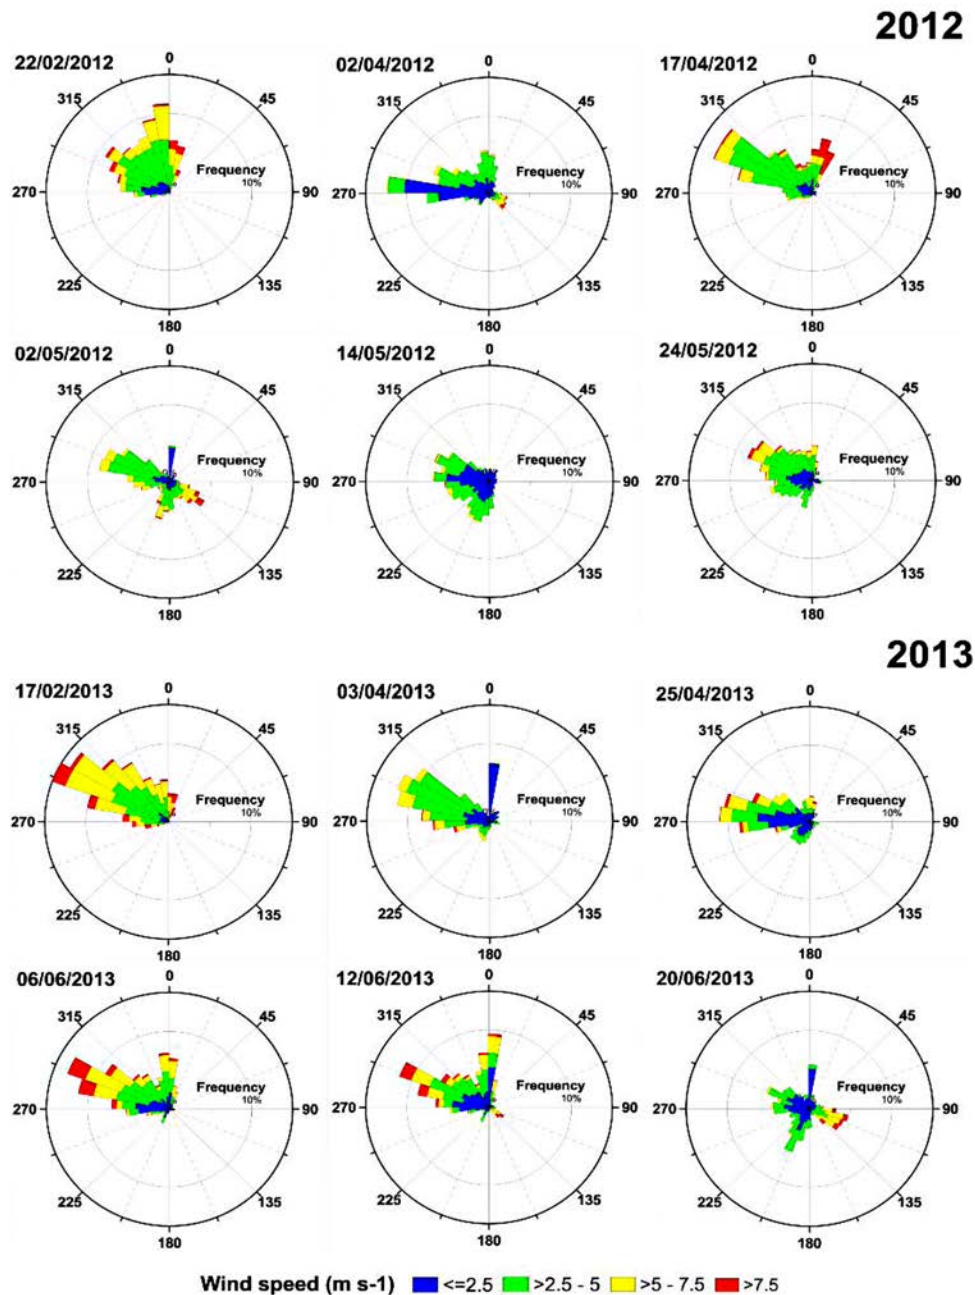 2012
22/02/2012 0 02/04/2012 0 17/04/2012 0
315 45 315 45 315 45
Frequency Frequency Frequency
10% 10% 10%
270 90 270 90 270 90
225 135 225 135 225 135
180 180 180
02/05/2012 0 14/05/2012 0 24/05/2012 0
315 45 315 45 315 45
Frequency Frequency Frequency
10% 10% 10%
270 90 270 90 270 90
225 135 225 135 225 135
180 180 180
2013
17/02/2013 0 03/04/2013 0 25/04/2013 0
315 45 315 45 315 45
Frequency Frequency Frequency
10% 10% 10%
270 90 270 90 270 90
225 135 225 135 225 135
180 180 180
06/06/2013 0 12/06/2013 0 20/06/2013 0
315 45 315 45 315 45
Frequency Frequency Frequency
10% 10% 10%
270 90 270 90 270 90
225 135 225 135 225 135
180 180 180
Wind speed (m s-1) <=2.5 >2.5 - 5 >5 - 7.5 >7.5